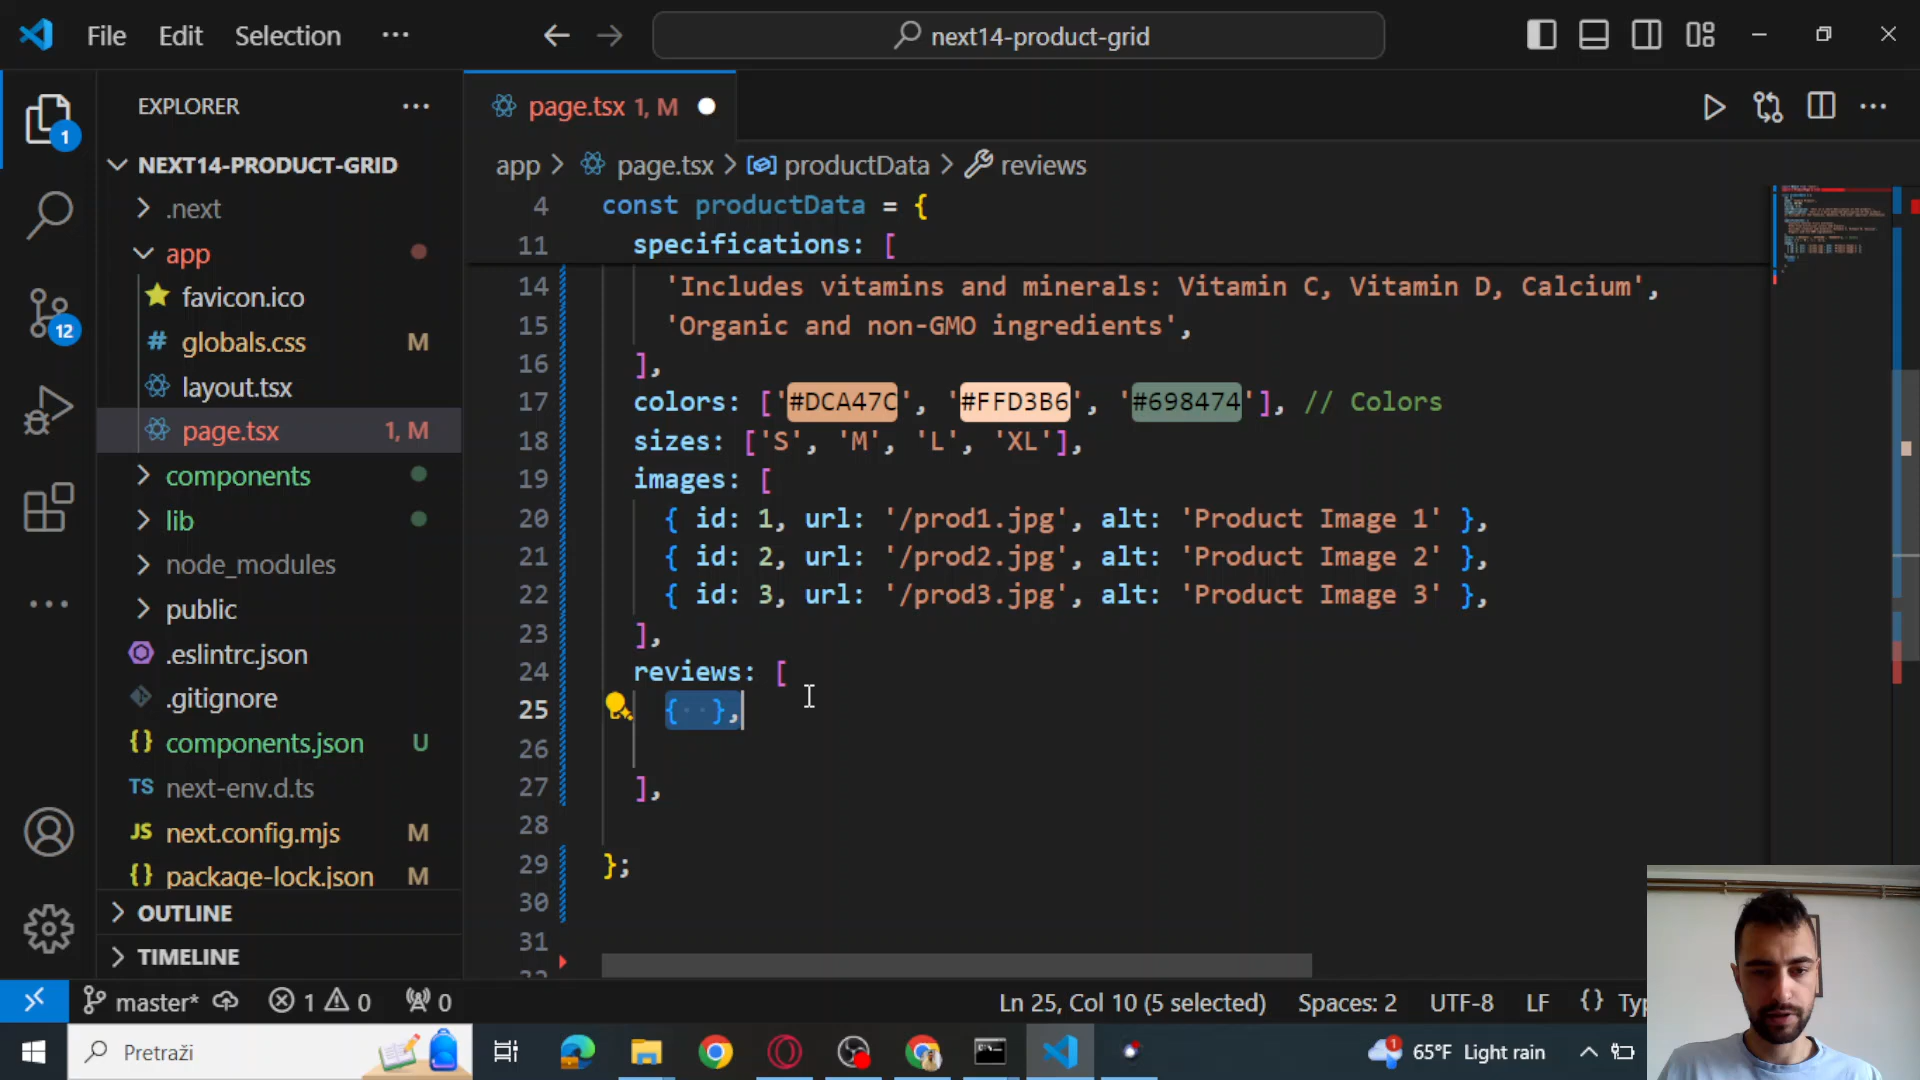 File Edit Selection ··· next14-product-grid
EXPLORER ···
page.tsx 1, M
1
NEXT14-PRODUCT-GRID
app > page.tsx > productData > reviews
.next
4 const productData = {
app
11 specifications: [
favicon.ico
14 'Includes vitamins and minerals: Vitamin C, Vitamin D, Calcium',
12
15 'Organic and non-GMO ingredients',
# globals.css M
16 ],
layout.tsx
17 colors: ['#DCA47C', '#FFD3B6', '#698474'], // Colors
page.tsx 1, M
18 sizes: ['S', 'M', 'L', 'XL'],
components
19 images: [
lib
20 { id: 1, url: '/prod1.jpg', alt: 'Product Image 1' },
node_modules
21 { id: 2, url: '/prod2.jpg', alt: 'Product Image 2' },
public
22 { id: 3, url: '/prod3.jpg', alt: 'Product Image 3' },
.eslintrc.json
23 ],
.gitignore
24 reviews: [
{} components.json U
25 { ·· },
TS next-env.d.ts
26
JS next.config.mjs M
27 ],
{} package-lock.json M
28
OUTLINE
29 };
TIMELINE
30
31
master* 1 0 0 Ln 25, Col 10 (5 selected) Spaces: 2 UTF-8 LF {}
Pretraži 1 65°F Light rain